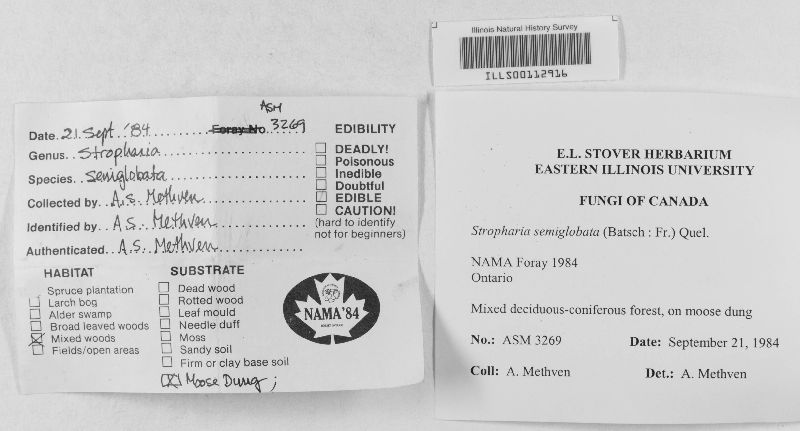 Illinois Natural History Survey
ILLS00112916
ASM
Date. 21. Sept. '84 Foray No. 3269
Genus. Stropharia
Species. semiglobata
Collected by. A.S. Methven
Identified by. A.S. Methven
Authenticated. A.S. Methven
EDIBILITY
☐ DEADLY!
☐ Poisonous
☐ Inedible
☐ Doubtful
☐ EDIBLE
☐ CAUTION!
(hard to identify
not for beginners)
HABITAT
Spruce plantation
☐ Larch bog
☐ Alder swamp
☐ Broad leaved woods
☒ Mixed woods
☐ Fields/open areas
SUBSTRATE
☐ Dead wood
☐ Rotted wood
☐ Leaf mould
☐ Needle duff
☐ Moss
☐ Sandy soil
☐ Firm or clay base soil
(X) Moose Dung;
NAMA '84
E.L. STOVER HERBARIUM
EASTERN ILLINOIS UNIVERSITY
FUNGI OF CANADA
Stropharia semiglobata (Batsch : Fr.) Quel.
NAMA Foray 1984
Ontario
Mixed deciduous-coniferous forest, on moose dung
No.: ASM 3269 Date: September 21, 1984
Coll: A. Methven Det.: A. Methven